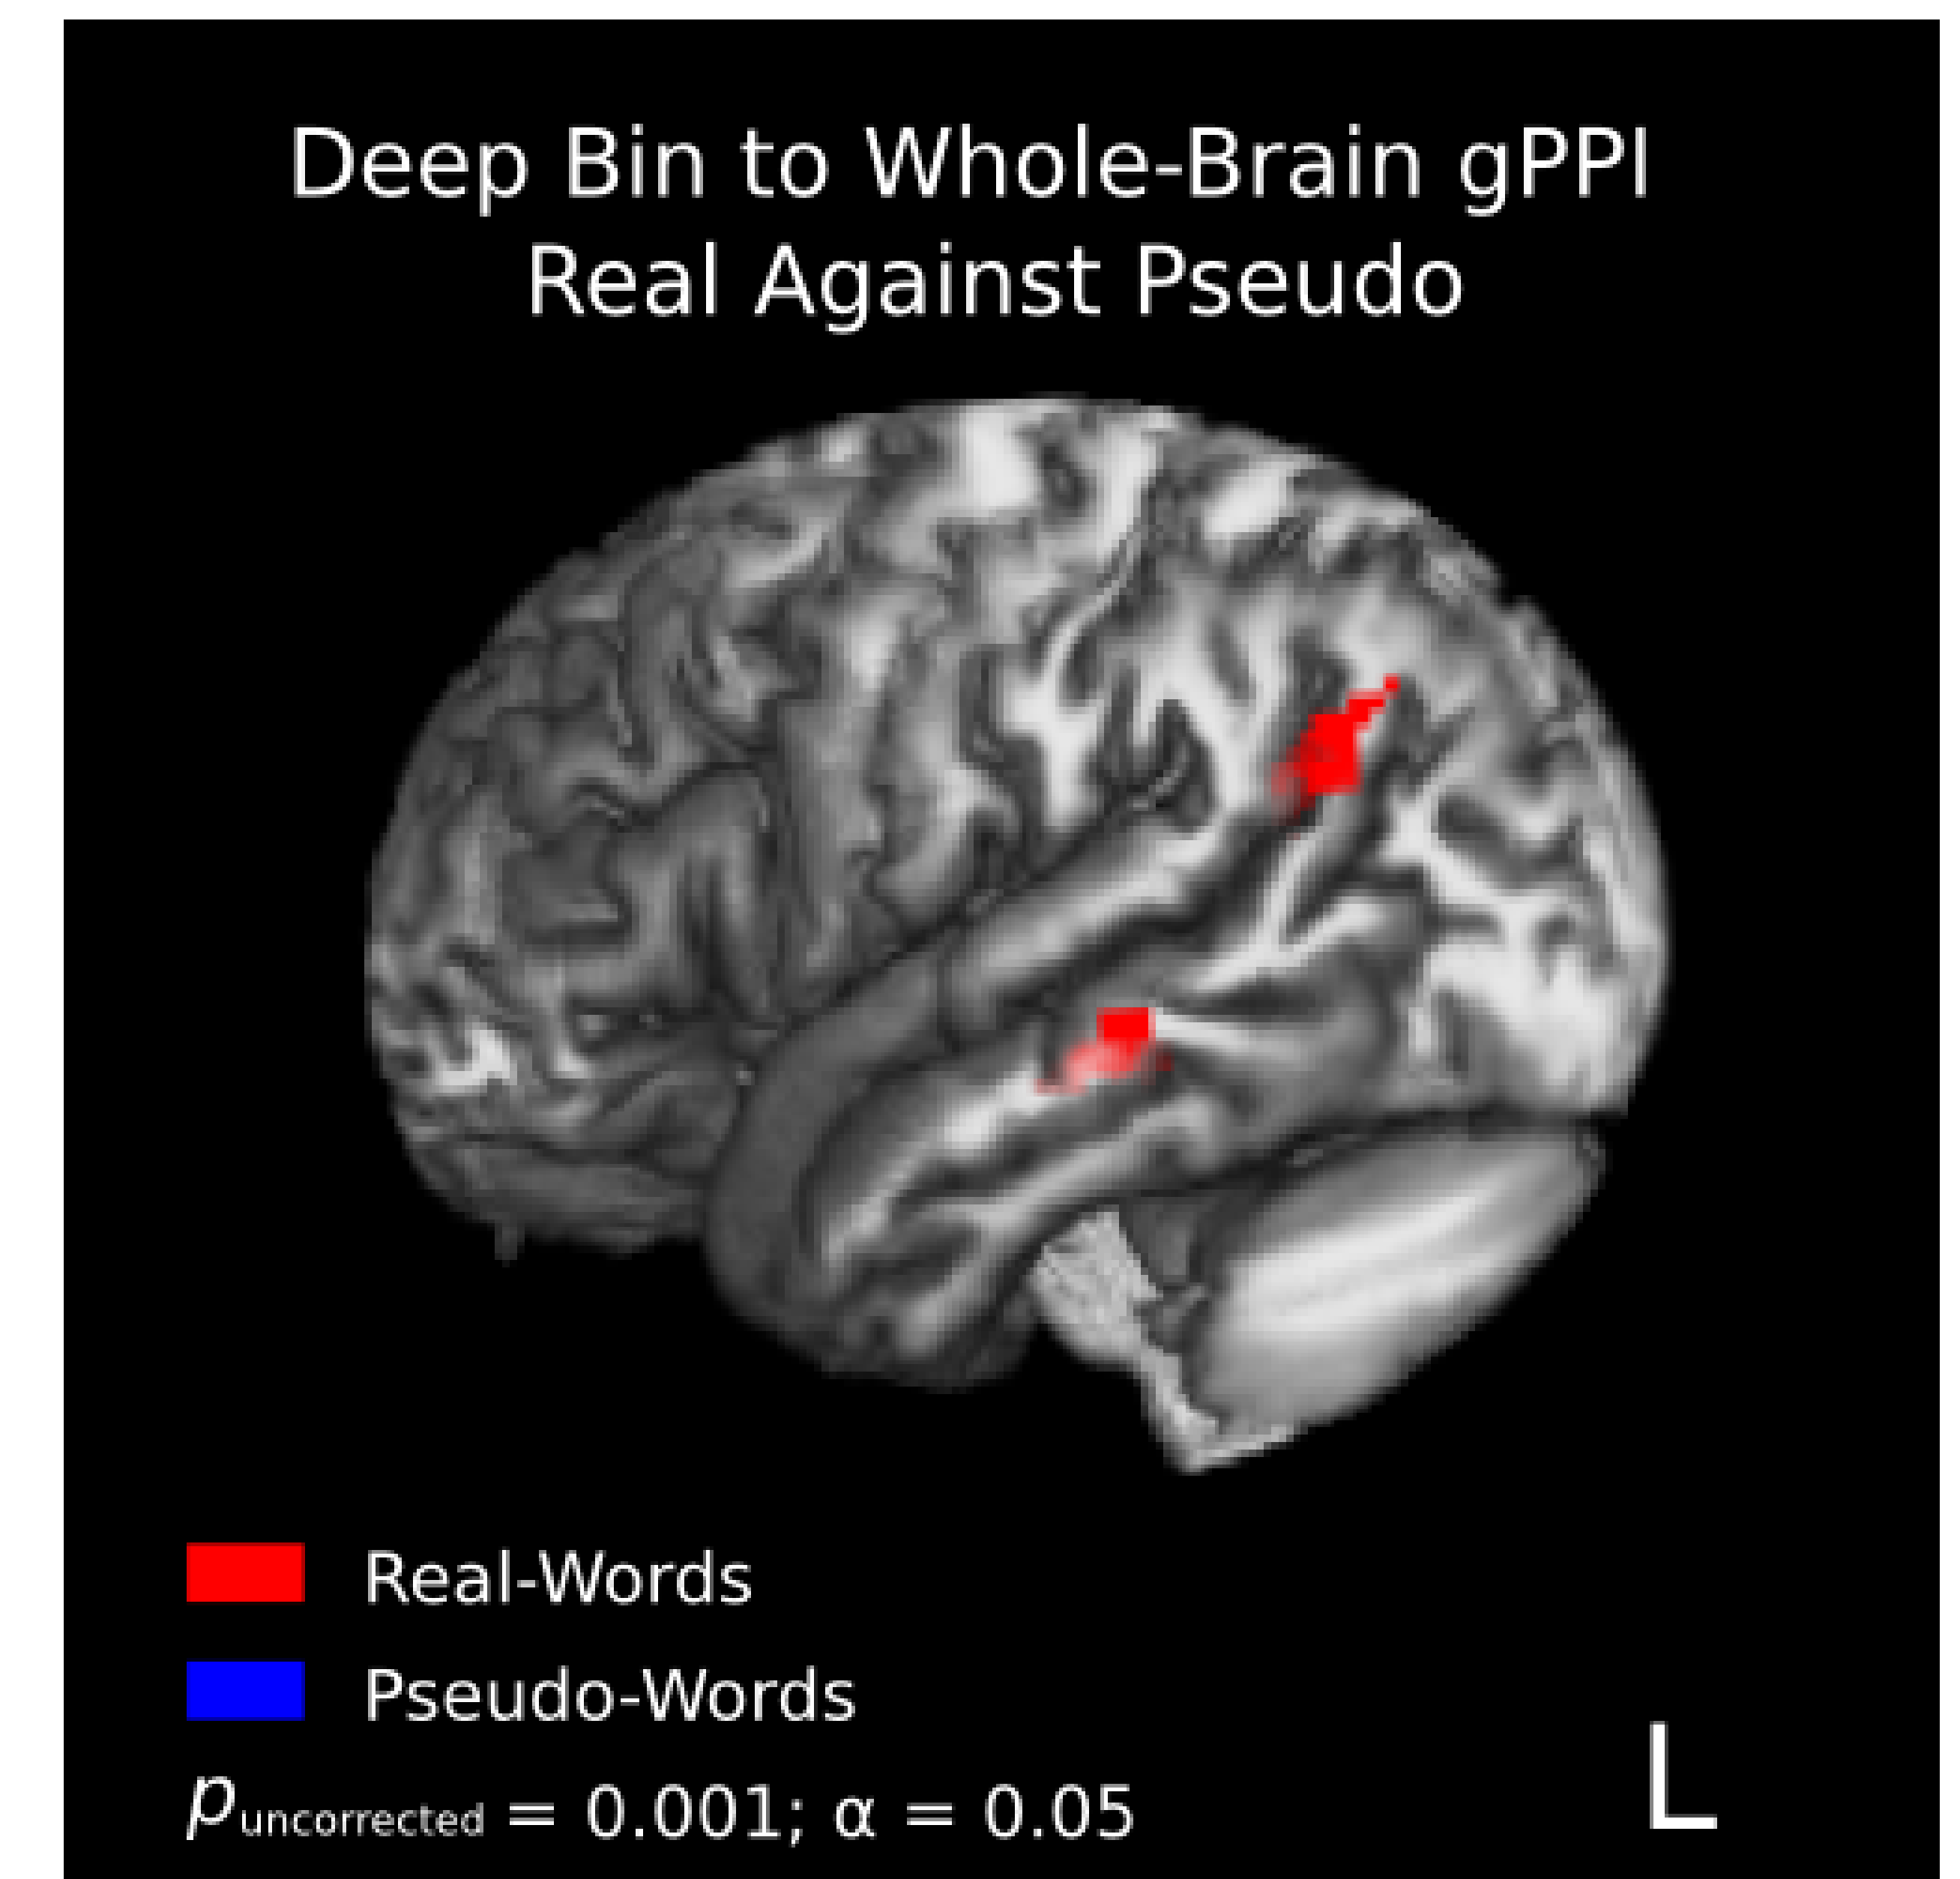 Deep Bin to Whole-Brain gPPI
Real Against Pseudo
Real-Words
Pseudo-Words
puncorrected = 0.001; α = 0.05
L